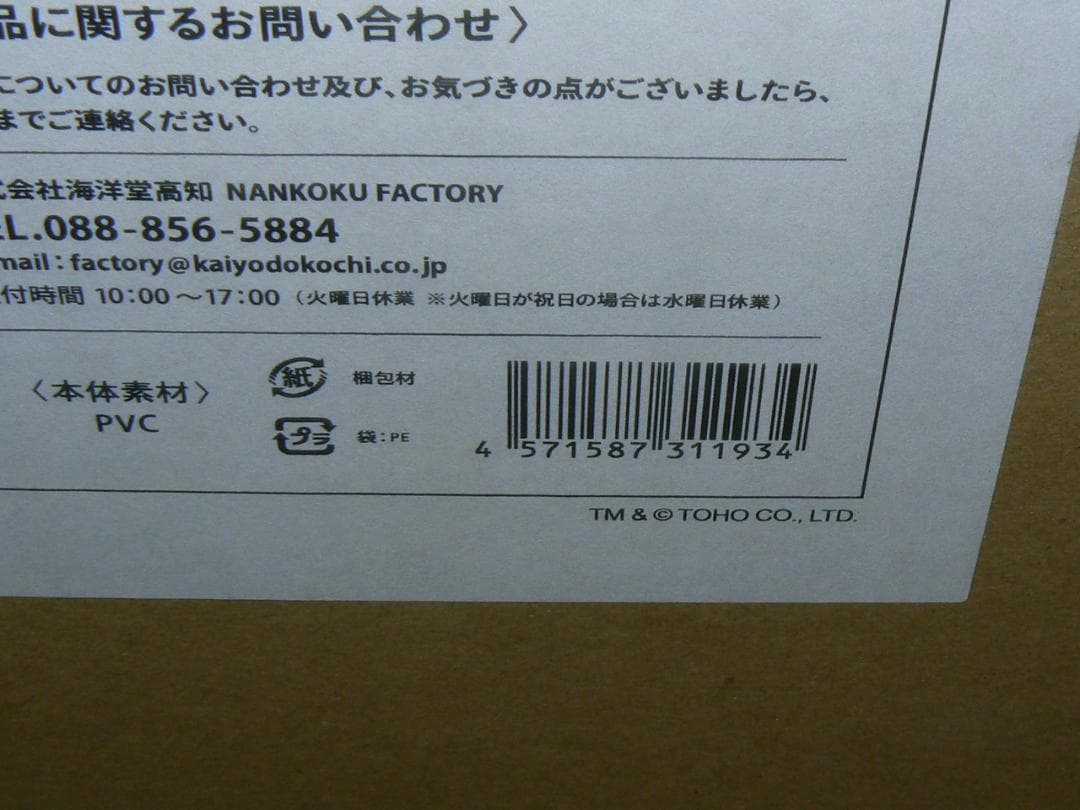 品に関するお問い合わせ〉
についてのお問い合わせ及び、お気づきの点がございましたら、
までご連絡ください。
会社海洋堂高知 NANKOKU FACTORY
EL.088-856-5884
mail：factory@kaiyodokochi.co.jp
付時間 10:00～17:00（火曜日休業 ※火曜日が祝日の場合は水曜日休業）
〈本体素材〉
PVC
紙 梱包材
プラ 袋：PE
4 571587 311934
TM & © TOHO CO., LTD.